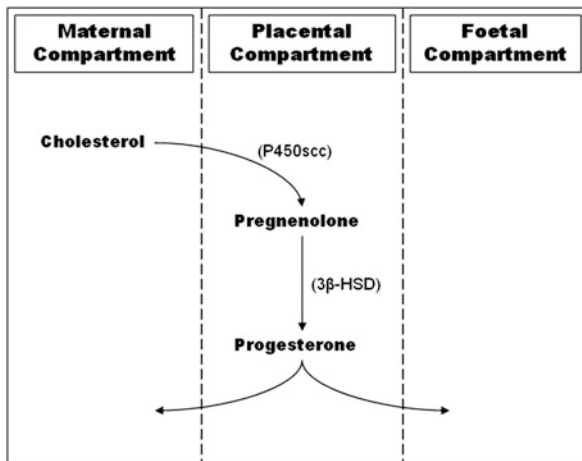 Maternal
Compartment
Placental
Compartment
Foetal
Compartment
Cholesterol
(P450scc)
Pregnenolone
(3β-HSD)
Progesterone